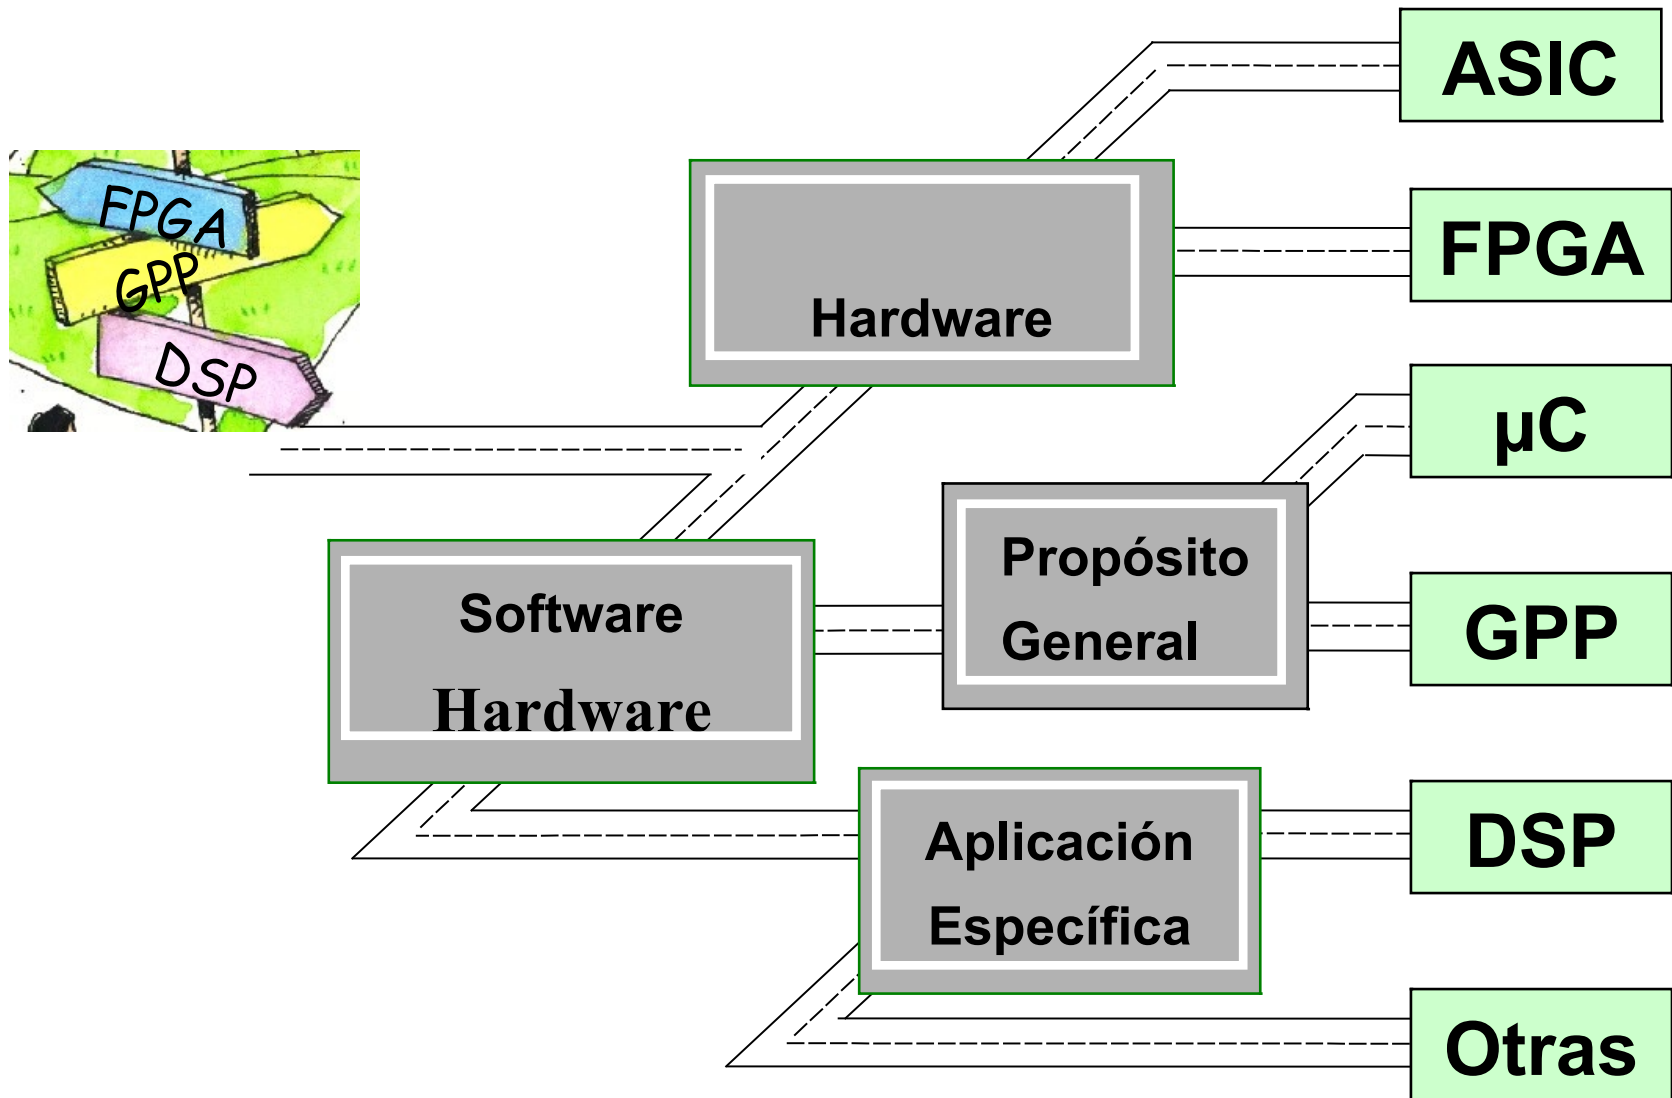 ASIC
FPGA
GPP
DSP
Hardware
FPGA
µC
Propósito
General
Software
Hardware
GPP
Aplicación
Específica
DSP
Otras